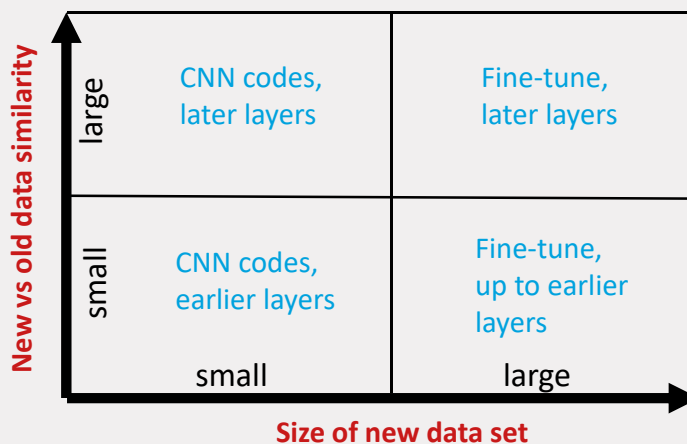 New vs old data similarity
large
CNN codes,
later layers
Fine-tune,
later layers
small
CNN codes,
earlier layers
Fine-tune,
up to earlier
layers
small
large
Size of new data set